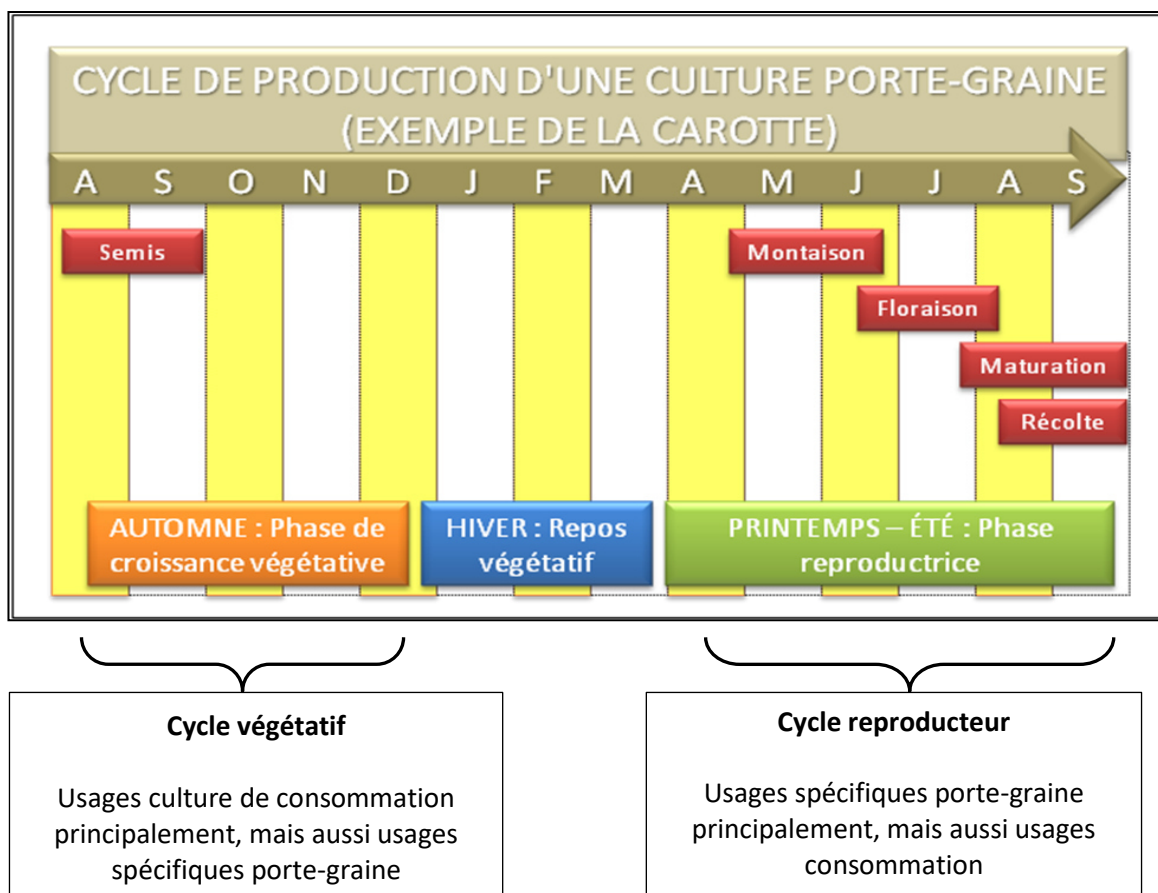 CYCLE DE PRODUCTION D'UNE CULTURE PORTE-GRAINE
(EXEMPLE DE LA CAROTTE)
A S O N D J F M A M J J A S
Semis
Montaison
Floraison
Maturation
Récolte
AUTOMNE : Phase de
croissance végétative
HIVER : Repos
végétatif
PRINTEMPS – ÉTÉ : Phase
reproductrice
Cycle végétatif
Usages culture de consommation
principalement, mais aussi usages
spécifiques porte-graine
Cycle reproducteur
Usages spécifiques porte-graine
principalement, mais aussi usages
consommation